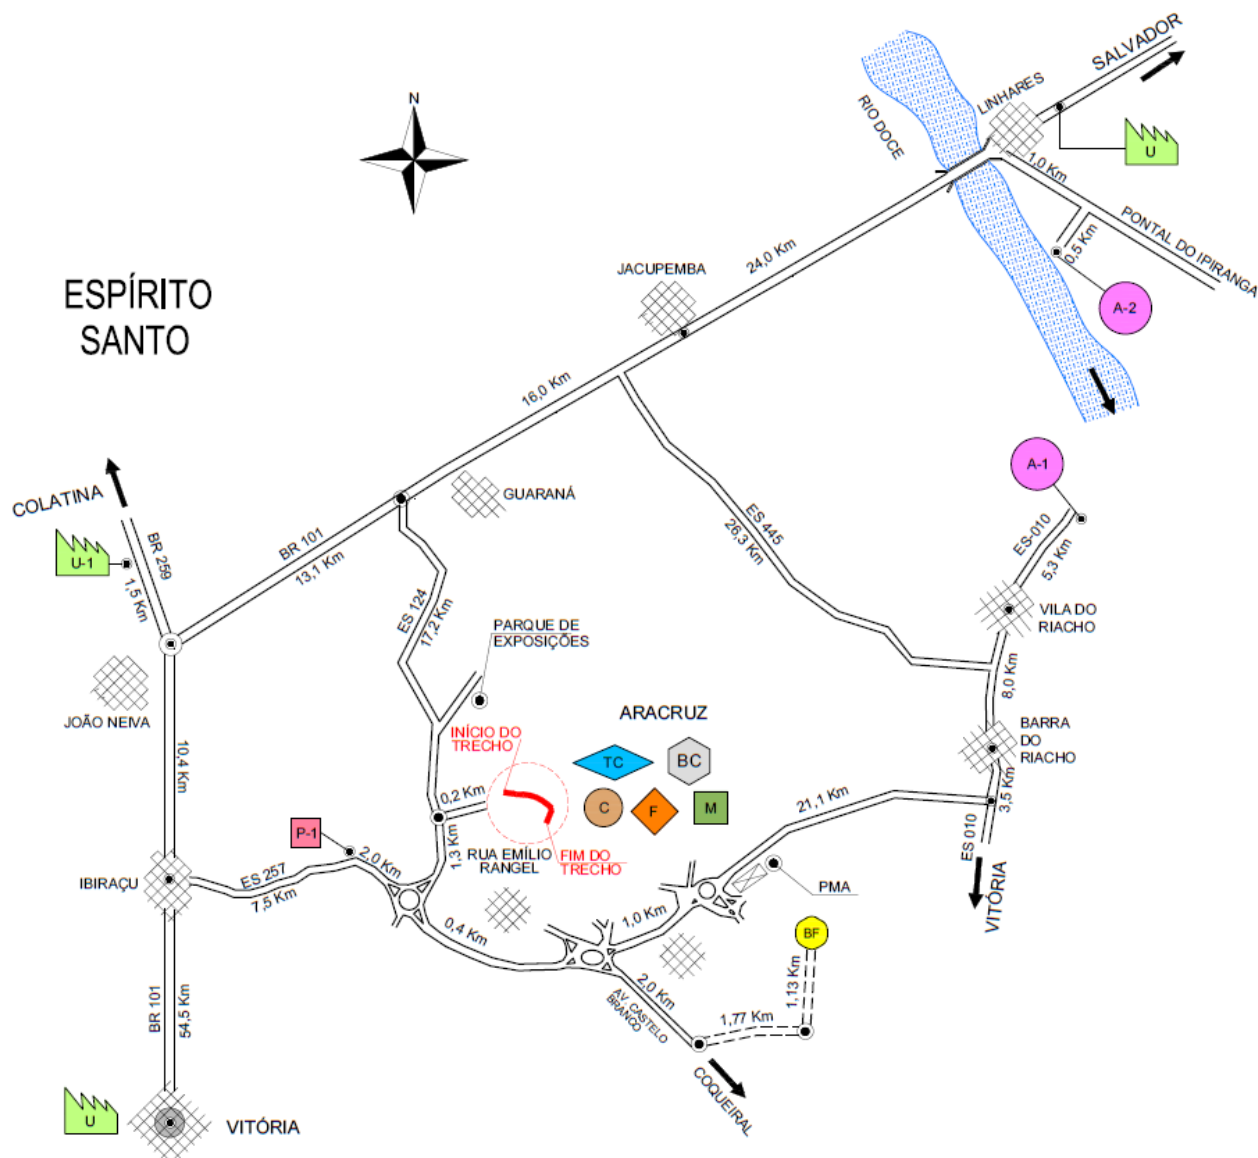 N
ESPÍRITO
SANTO
SALVADOR
LINHARES
RIO DOCE
U
1,0 Km
PONTAL DO IPIRANGA
0,5 Km
A-2
24,0 Km
JACUPEMBA
16,0 Km
COLATINA
BR 259
U-1
1,5 Km
BR 101
13,1 Km
GUARANÁ
ES 445
26,3 Km
A-1
ES-010
5,3 Km
VILA DO
RIACHO
8,0 Km
BARRA
DO
RIACHO
3,5 Km
ES 010
VITÓRIA
ES 124
17,2 Km
PARQUE DE
EXPOSIÇÕES
JOÃO NEIVA
ARACRUZ
INÍCIO DO
TRECHO
TC
BC
C
F
M
10,4 Km
0,2 Km
21,1 Km
P-1
2,0 Km
1,3 Km
RUA EMÍLIO
RANGEL
FIM DO
TRECHO
IBIRAÇU
ES 257
7,5 Km
PMA
0,4 Km
1,0 Km
BF
2,0 Km
AV. CASTELO
BRANCO
1,77 Km
1,13 Km
COQUEIRAL
BR 101
54,5 Km
U
VITÓRIA